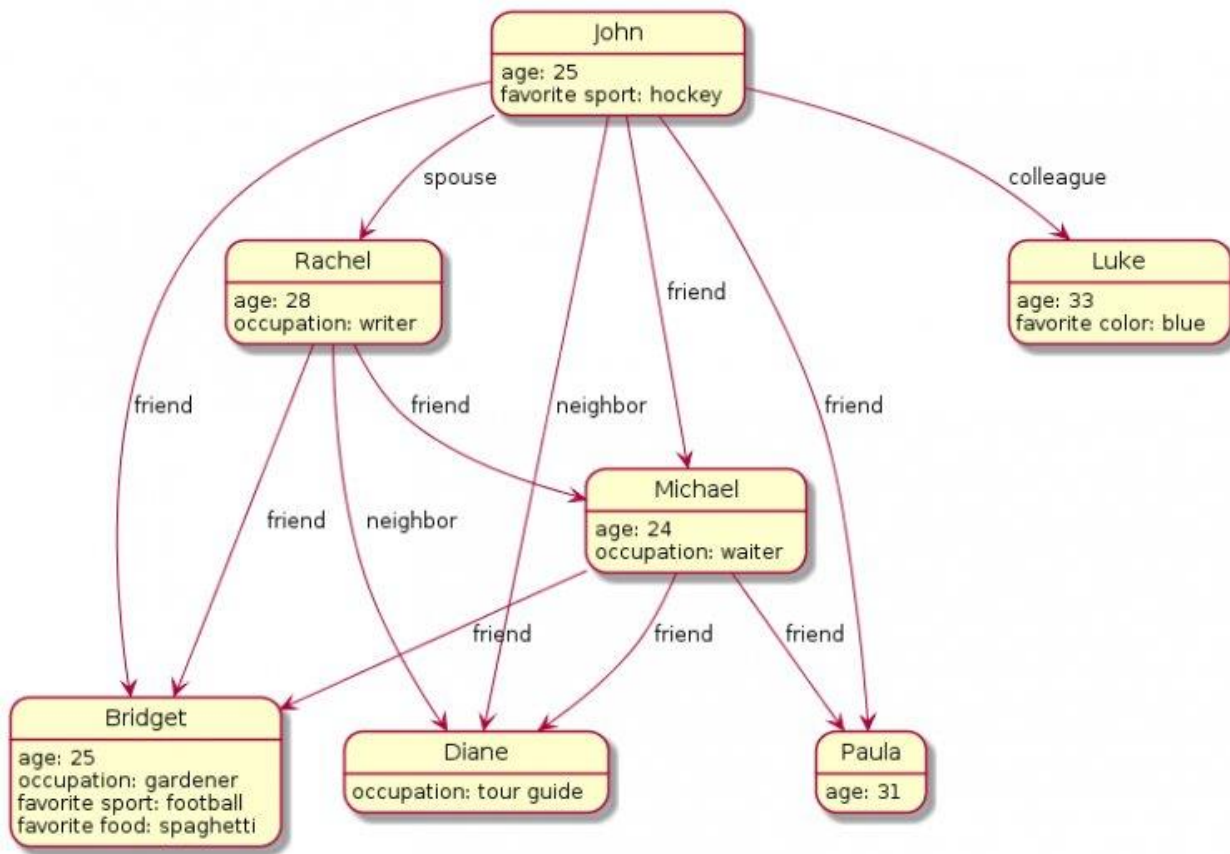 John
age: 25
favorite sport: hockey
spouse
colleague
Rachel
age: 28
occupation: writer
friend
Luke
age: 33
favorite color: blue
friend
friend
neighbor
friend
Michael
age: 24
occupation: waiter
friend
neighbor
friend
friend
friend
Bridget
age: 25
occupation: gardener
favorite sport: football
favorite food: spaghetti
Diane
occupation: tour guide
Paula
age: 31